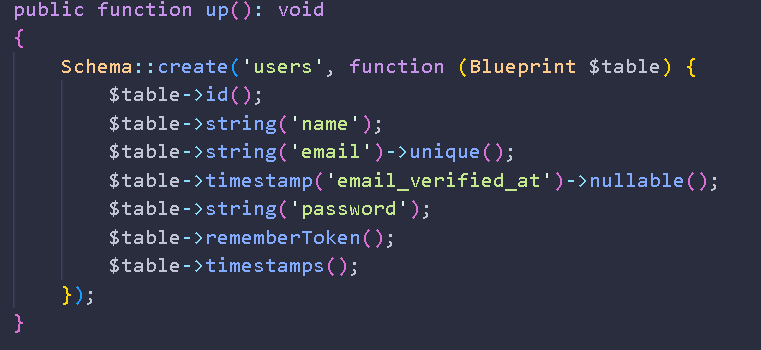 public function up(): void
{
    Schema::create('users', function (Blueprint $table) {
        $table->id();
        $table->string('name');
        $table->string('email')->unique();
        $table->timestamp('email_verified_at')->nullable();
        $table->string('password');
        $table->rememberToken();
        $table->timestamps();
    });
}